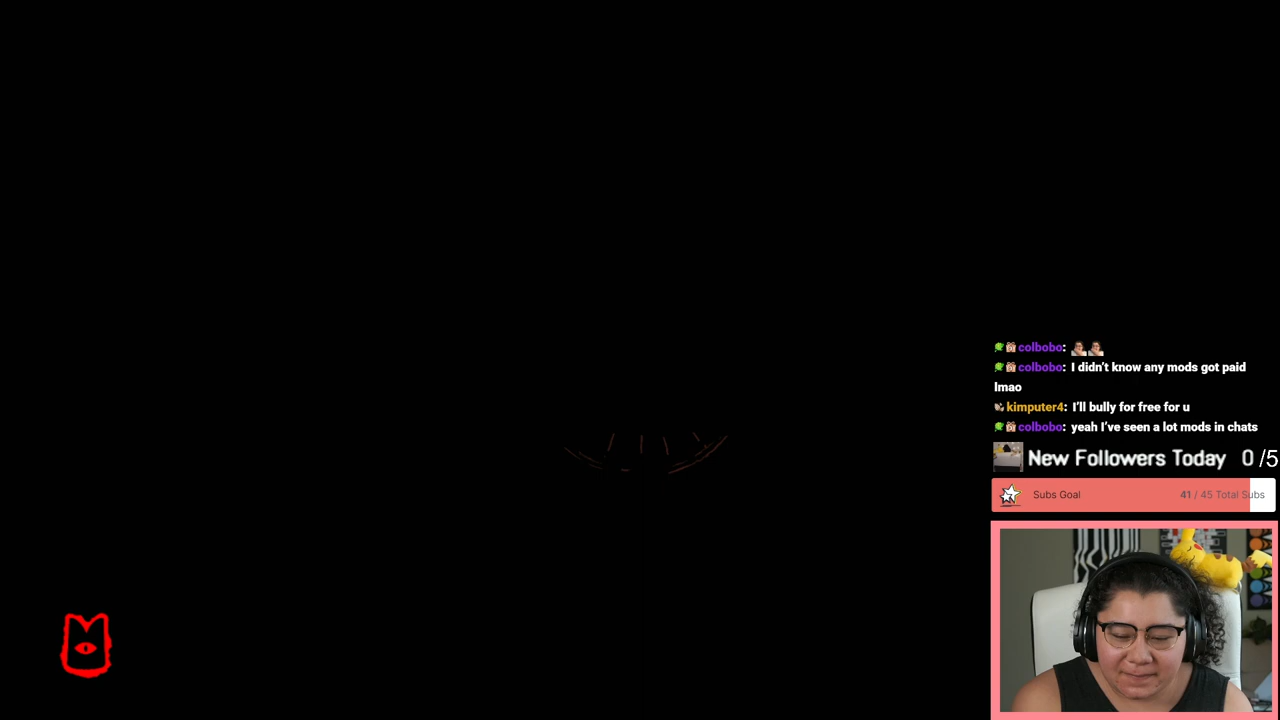 colbobo:
colbobo: I didn't know any mods got paid
lmao
kimputer4: I'll bully for free for u
colbobo: yeah I've seen a lot mods in chats
New Followers Today 0 /5
Subs Goal 41 / 45 Total Subs